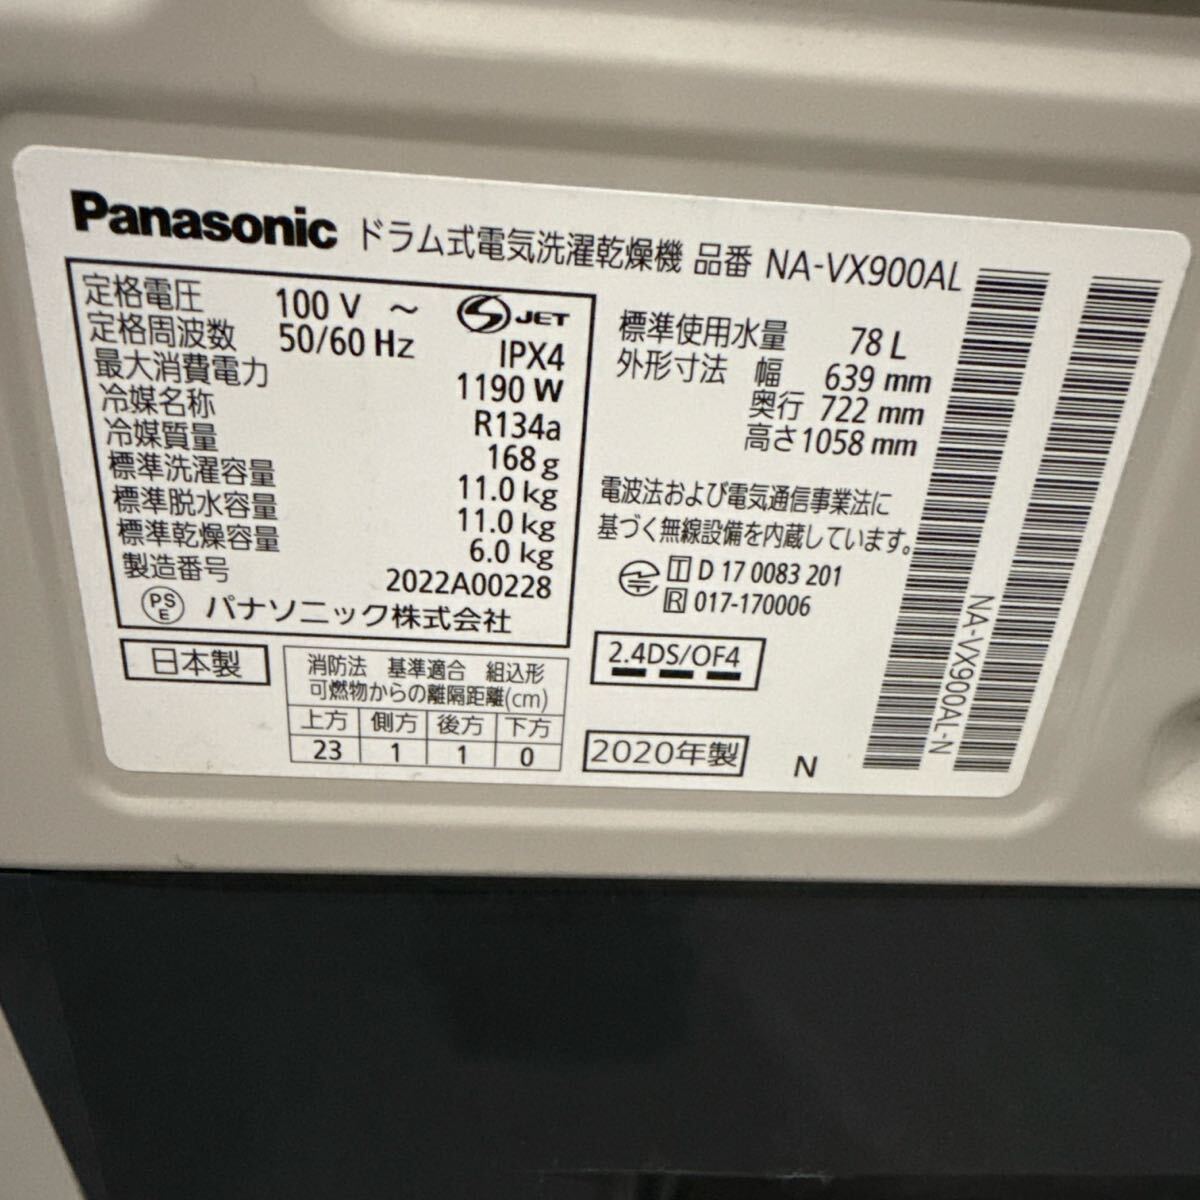 Panasonic ドラム式電気洗濯乾燥機 品番 NA-VX900AL
定格電圧 100 V ～ S JET
定格周波数 50/60 Hz IPX4
最大消費電力 1190 W
冷媒名称 R134a
冷媒質量 168 g
標準洗濯容量 11.0 kg
標準脱水容量 11.0 kg
標準乾燥容量 6.0 kg
製造番号 2022A00228
PS E パナソニック株式会社
標準使用水量 78 L
外形寸法 幅 639 mm
奥行 722 mm
高さ 1058 mm
電波法および電気通信事業法に
基づく無線設備を内蔵しています。
T D 17 0083 201
R 017-170006
日本製
消防法 基準適合 組込形
可燃物からの離隔距離(cm)
上方 側方 後方 下方
23 1 1 0
2.4DS/OF4
2020年製
N
NA-VX900AL-N